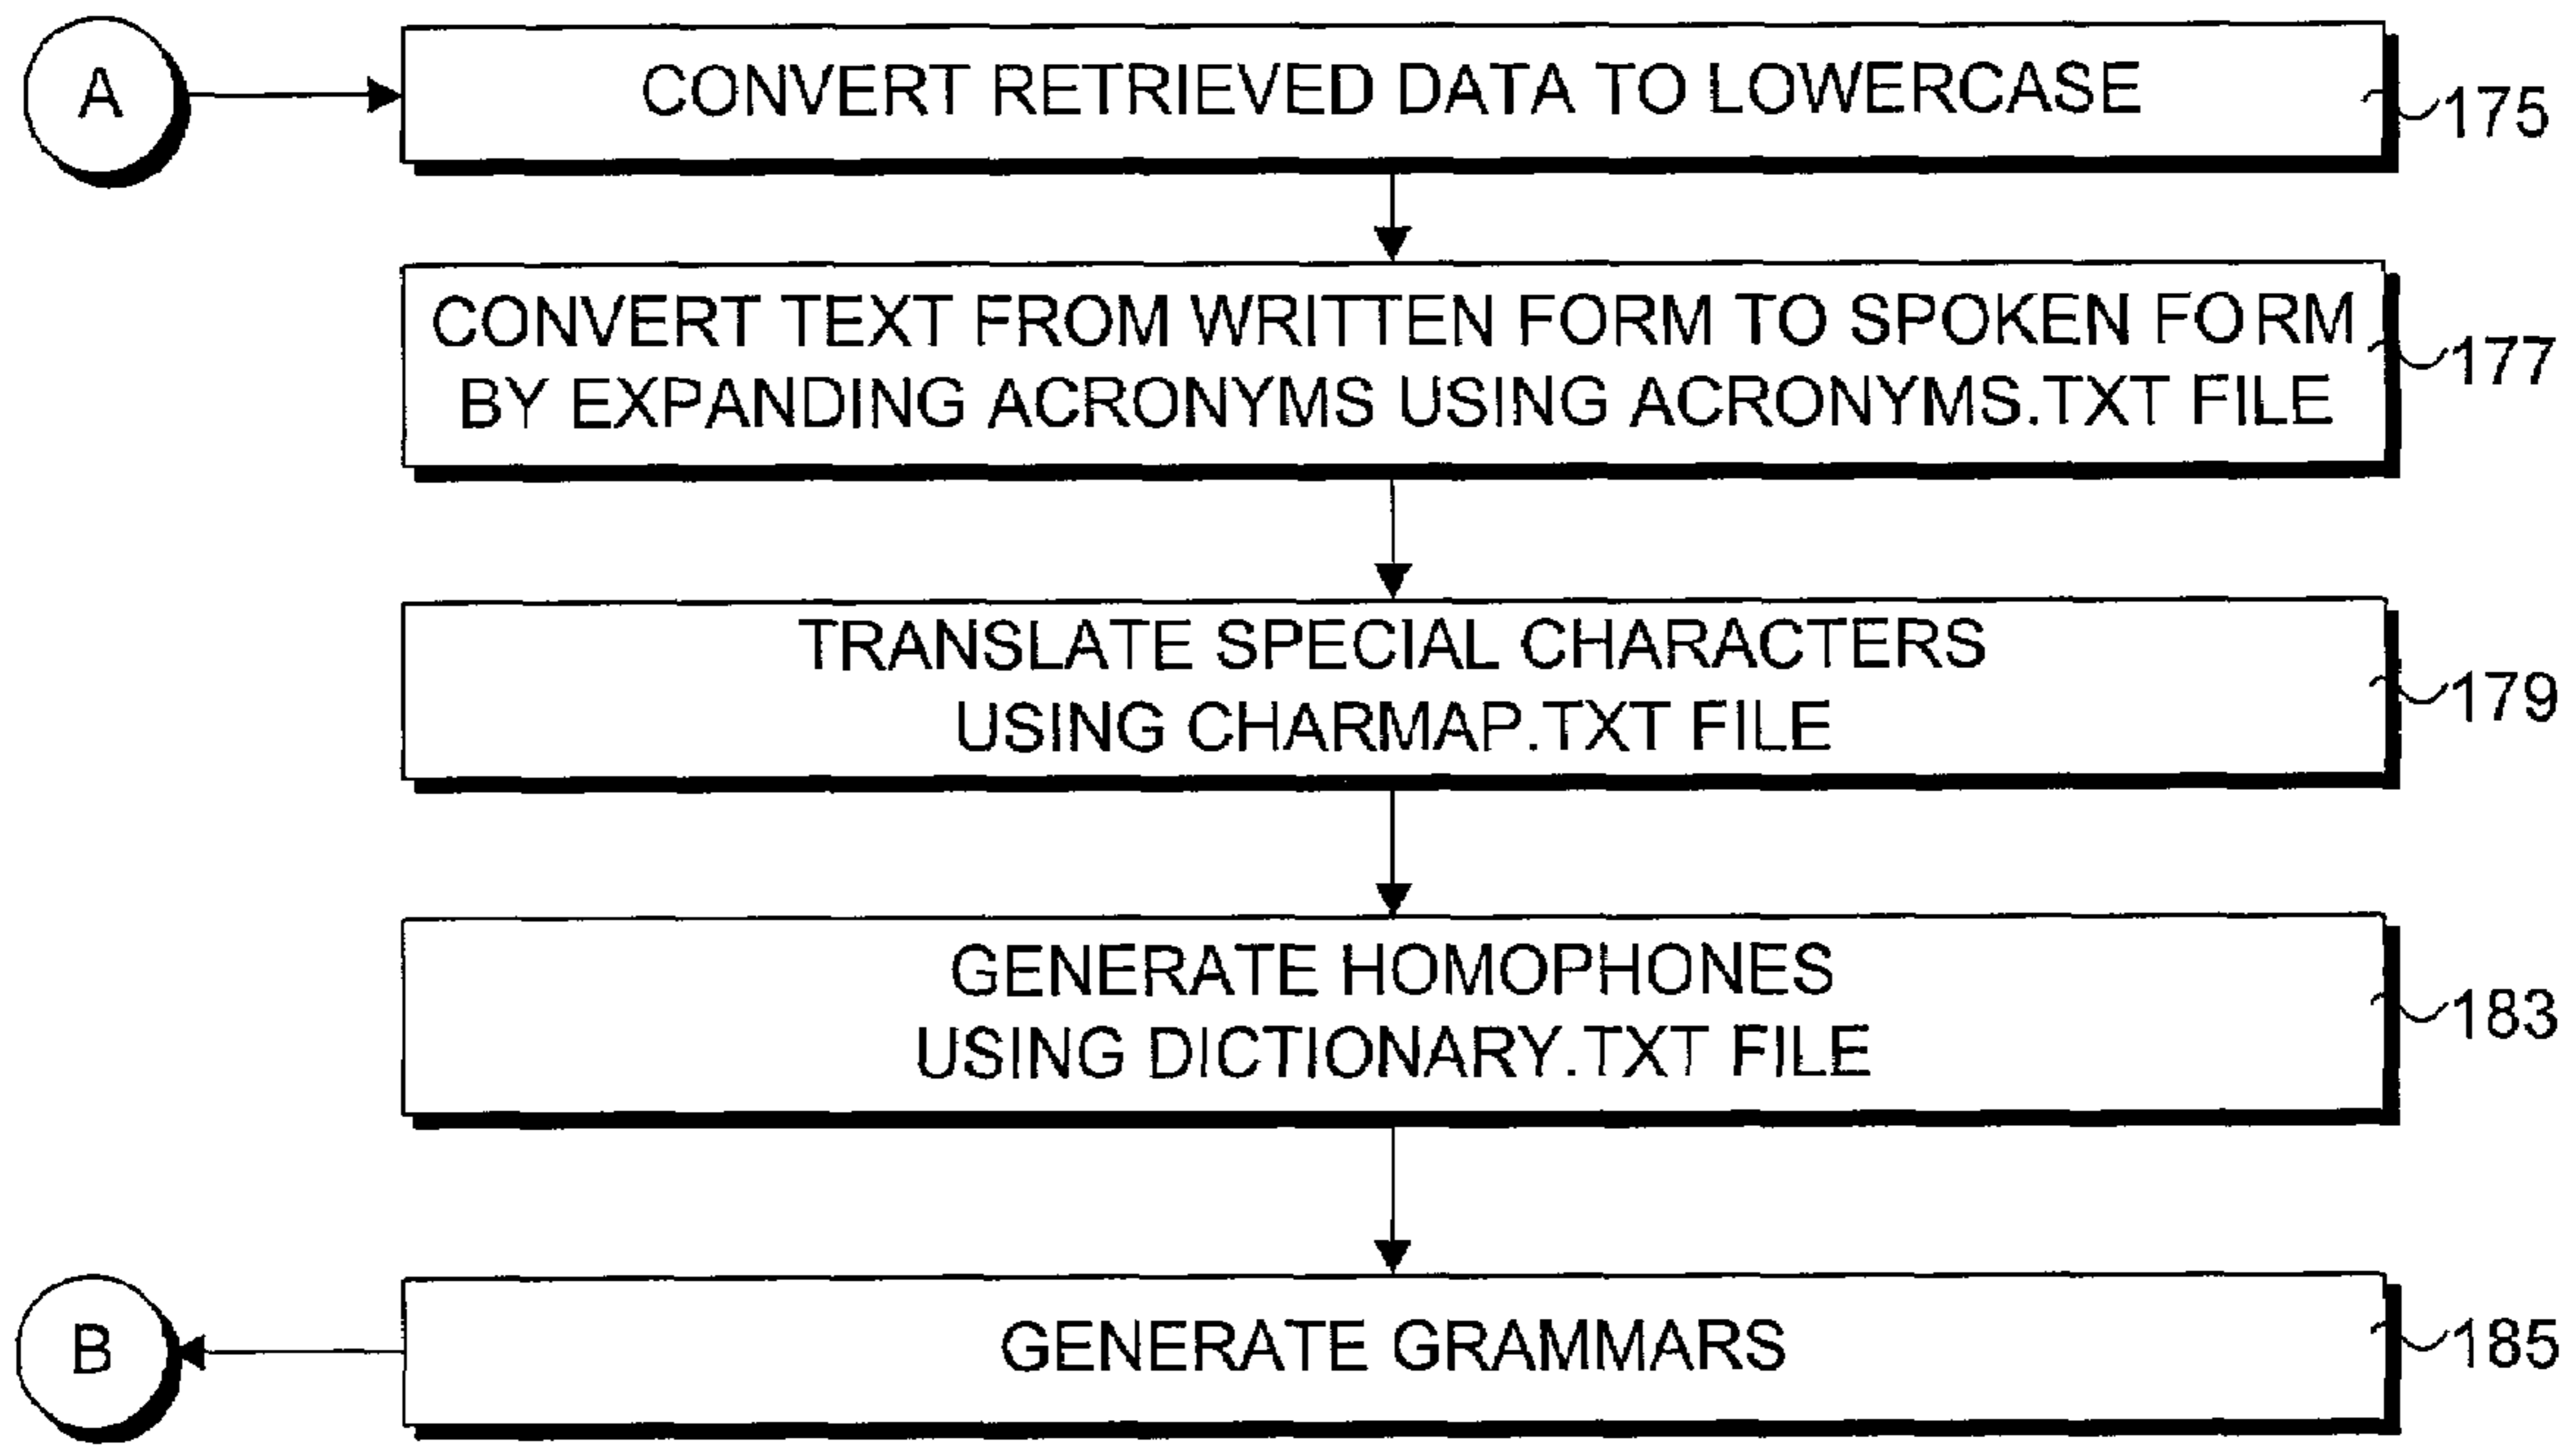 A
CONVERT RETRIEVED DATA TO LOWERCASE
175
CONVERT TEXT FROM WRITTEN FORM TO SPOKEN FORM
BY EXPANDING ACRONYMS USING ACRONYMS.TXT FILE
177
TRANSLATE SPECIAL CHARACTERS
USING CHARMAP.TXT FILE
179
GENERATE HOMOPHONES
USING DICTIONARY.TXT FILE
183
B
GENERATE GRAMMARS
185